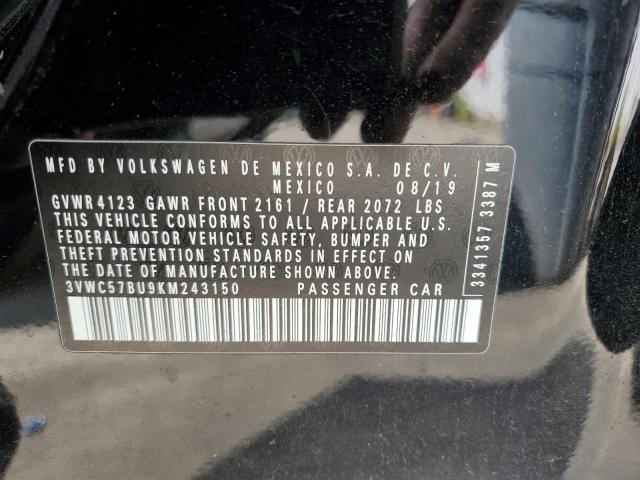 MFD BY VOLKSWAGEN DE MEXICO S.A. DE C.V.
MEXICO 08/19
GVWR 4123 GAWR FRONT 2161 / REAR 2072 LBS
THIS VEHICLE CONFORMS TO ALL APPLICABLE U.S.
FEDERAL MOTOR VEHICLE SAFETY, BUMPER AND
THEFT PREVENTION STANDARDS IN EFFECT ON
THE DATE OF MANUFACTURE SHOWN ABOVE
3VWC57BU9KM243150 PASSENGER CAR
3341357 3387 M